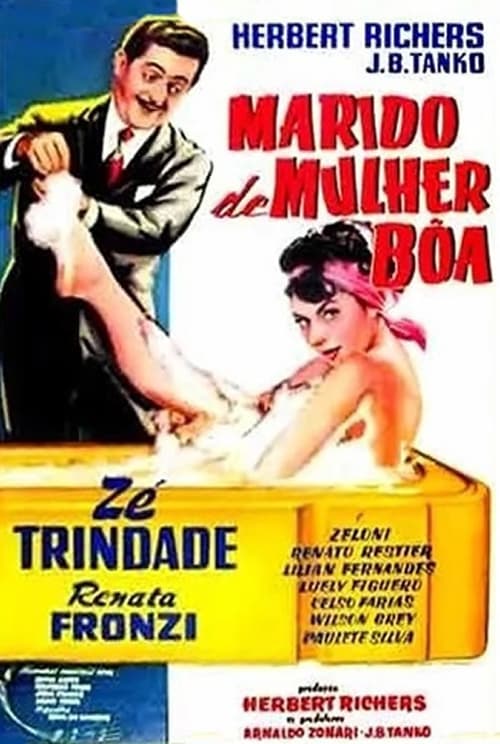 HERBERT RICHERS
J.B.TANKO
MARIDO
de MULHER
BÔA
Zé
TRINDADE
Renata
FRONZI
ZELONI
RENATO RESTIER
LILIAN FERNANDES
LUELY FIGUERÓ
CELSO FARIAS
WILSON GREY
PAULETE SILVA
HERBERT RICHERS
ARNALDO ZONARI - J.B TANKO